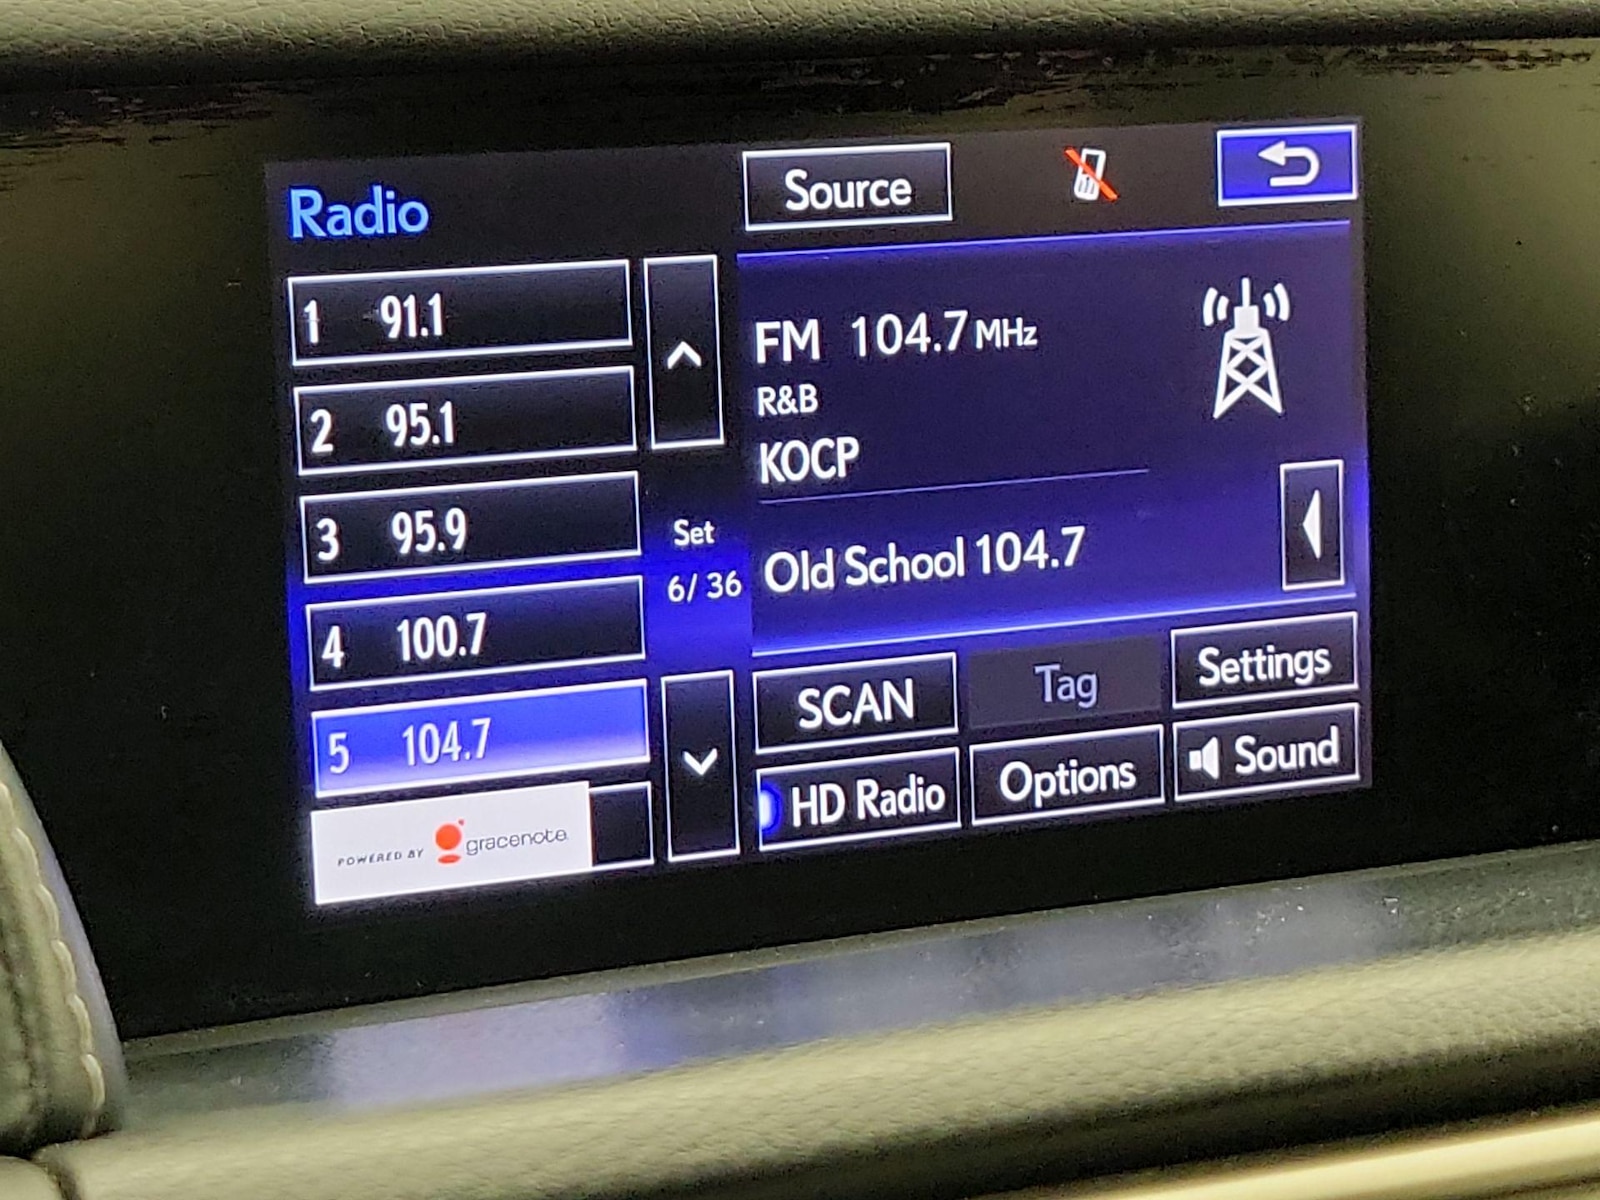 Radio
Source
1 91.1
2 95.1
3 95.9
4 100.7
5 104.7
Set
6/ 36
POWERED BY gracenote.
FM 104.7 MHz
R&B
KOCP
Old School 104.7
SCAN
Tag
Settings
HD Radio
Options
Sound